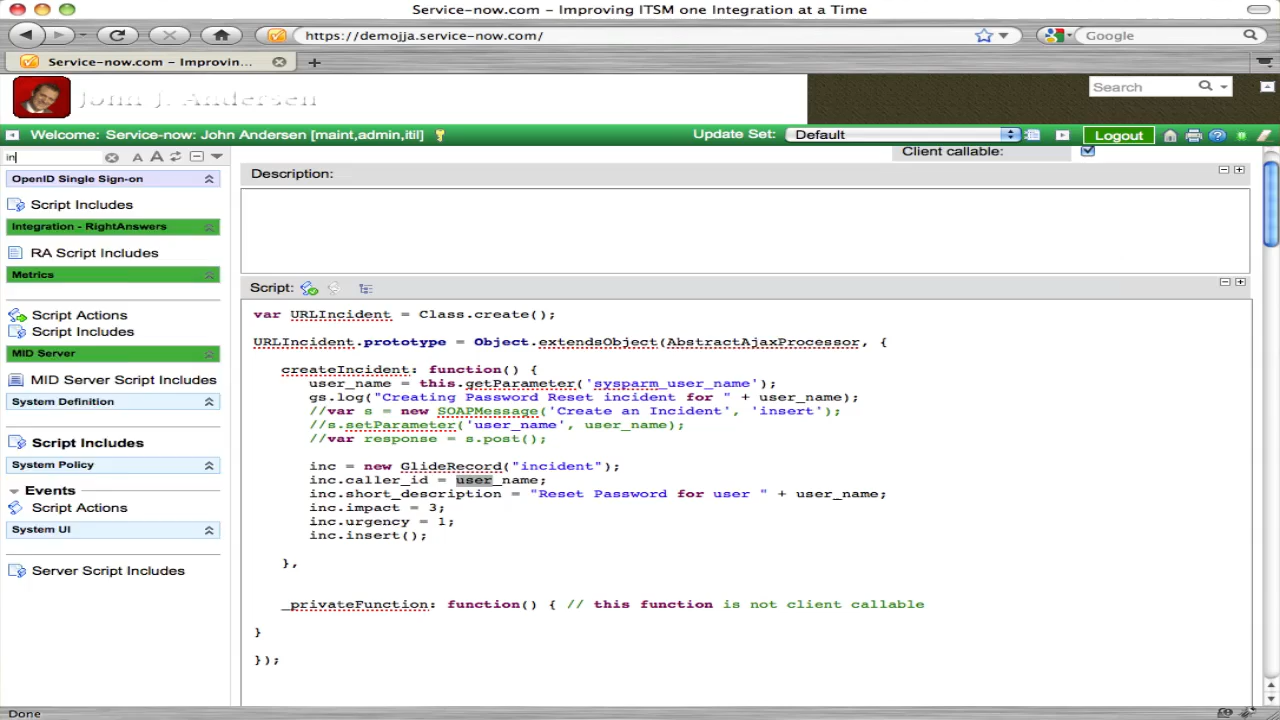 Service-now.com – Improving ITSM one Integration at a Time
https://demojja.service-now.com/
Google
Service-now.com – Improvin...
John J. Andersen
Search
Welcome: Service-now: John Andersen [maint,admin,itil]
Update Set:
Default
Logout
in
Client callable:
OpenID Single Sign-on
Script Includes
Integration - RightAnswers
RA Script Includes
Metrics
Script Actions
Script Includes
MID Server
MID Server Script Includes
System Definition
Script Includes
System Policy
Events
Script Actions
System UI
Server Script Includes
Description:
Script:
var URLIncident = Class.create();
URLIncident.prototype = Object.extendsObject(AbstractAjaxProcessor, {
createIncident: function() {
user_name = this.getParameter('sysparm_user_name');
gs.log("Creating Password Reset incident for " + user_name);
//var s = new SOAPMessage('Create an Incident', 'insert');
//s.setParameter('user_name', user_name);
//var response = s.post();
inc = new GlideRecord("incident");
inc.caller_id = user_name;
inc.short_description = "Reset Password for user " + user_name;
inc.impact = 3;
inc.urgency = 1;
inc.insert();
},
_privateFunction: function() { // this function is not client callable
}
});
Done